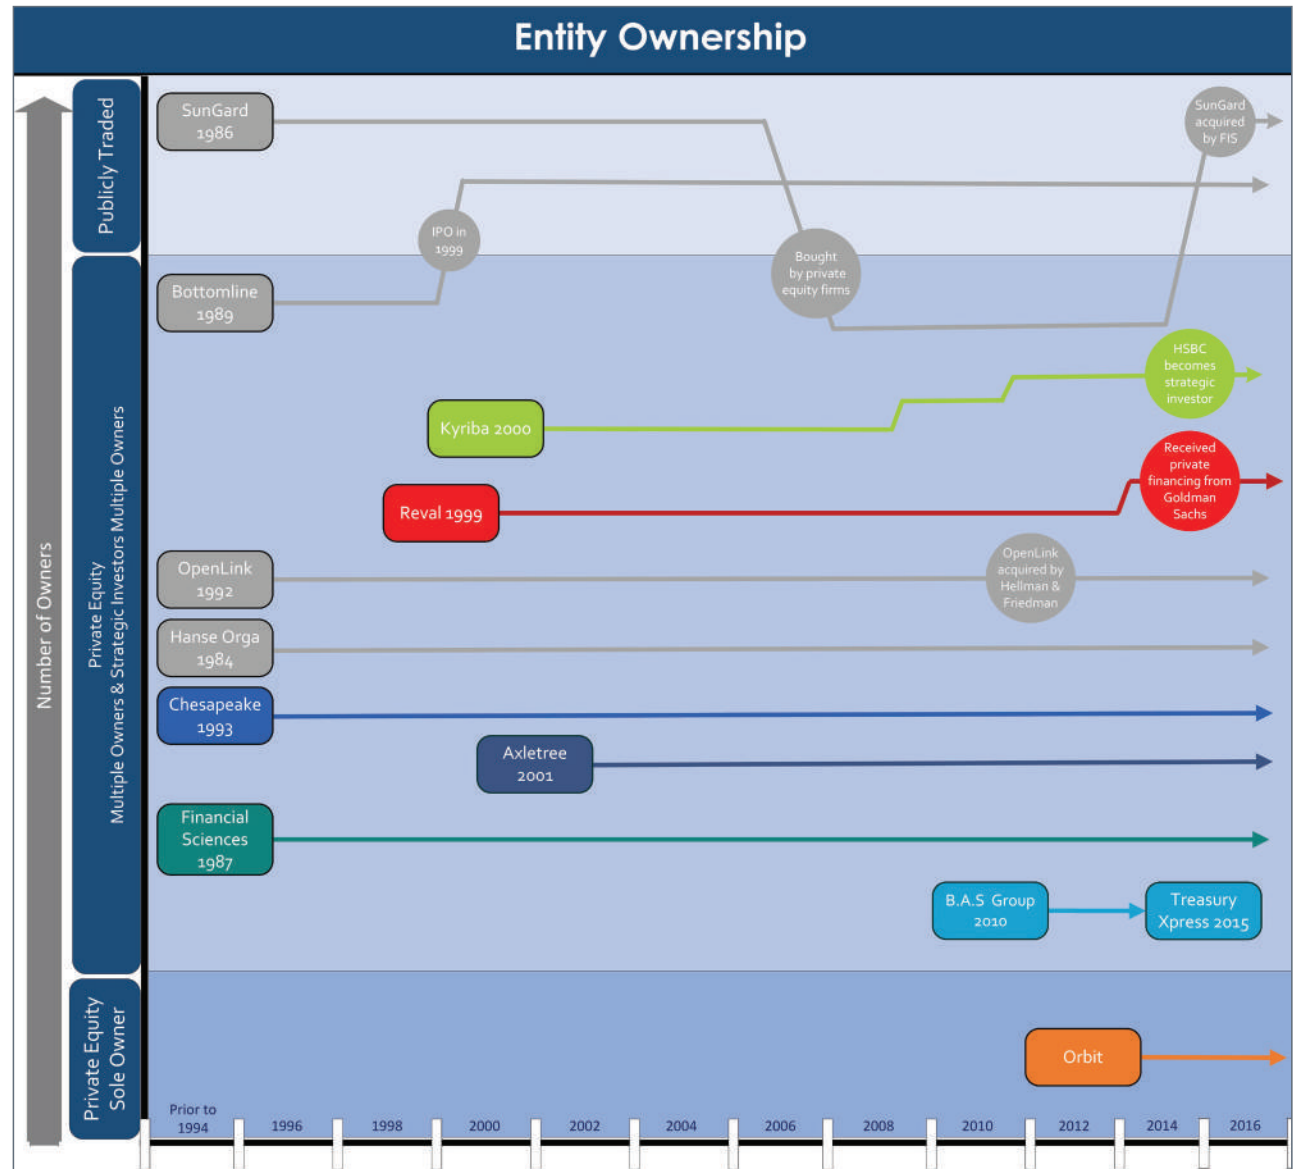 Entity Ownership
Number of Owners
Publicly Traded
Private Equity
Multiple Owners & Strategic Investors Multiple Owners
Private Equity
Sole Owner
SunGard
1986
SunGard
acquired
by FIS
IPO in
1999
Bought
by private
equity firms
Bottomline
1989
HSBC
becomes
strategic
investor
Kyriba 2000
Received
private
financing from
Goldman
Sachs
Reval 1999
OpenLink
1992
OpenLink
acquired by
Hellman &
Friedman
Hanse Orga
1984
Chesapeake
1993
Axletree
2001
Financial
Sciences
1987
B.A.S Group
2010
Treasury
Xpress 2015
Orbit
Prior to
1994
1996
1998
2000
2002
2004
2006
2008
2010
2012
2014
2016